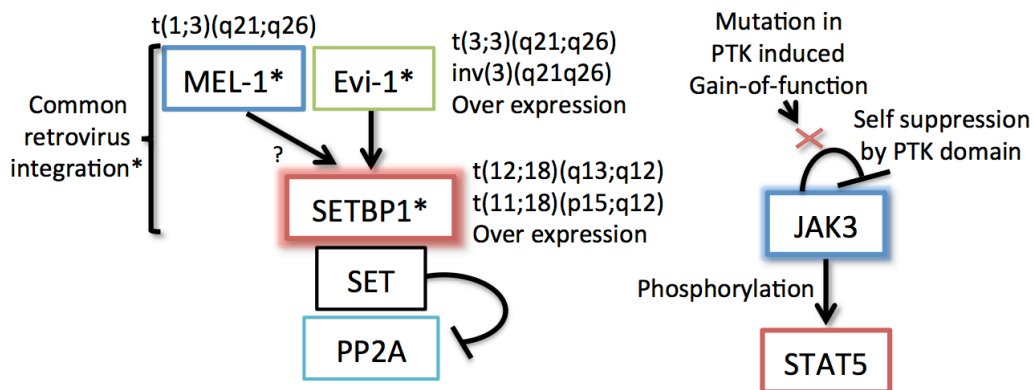 t(1;3)(q21;q26)
MEL-1*
Evi-1*
t(3;3)(q21;q26)
inv(3)(q21q26)
Over expression
Common
retrovirus
integration*
?
SETBP1*
t(12;18)(q13;q12)
t(11;18)(p15;q12)
Over expression
SET
PP2A
Mutation in
PTK induced
Gain-of-function
Self suppression
by PTK domain
JAK3
Phosphorylation
STAT5